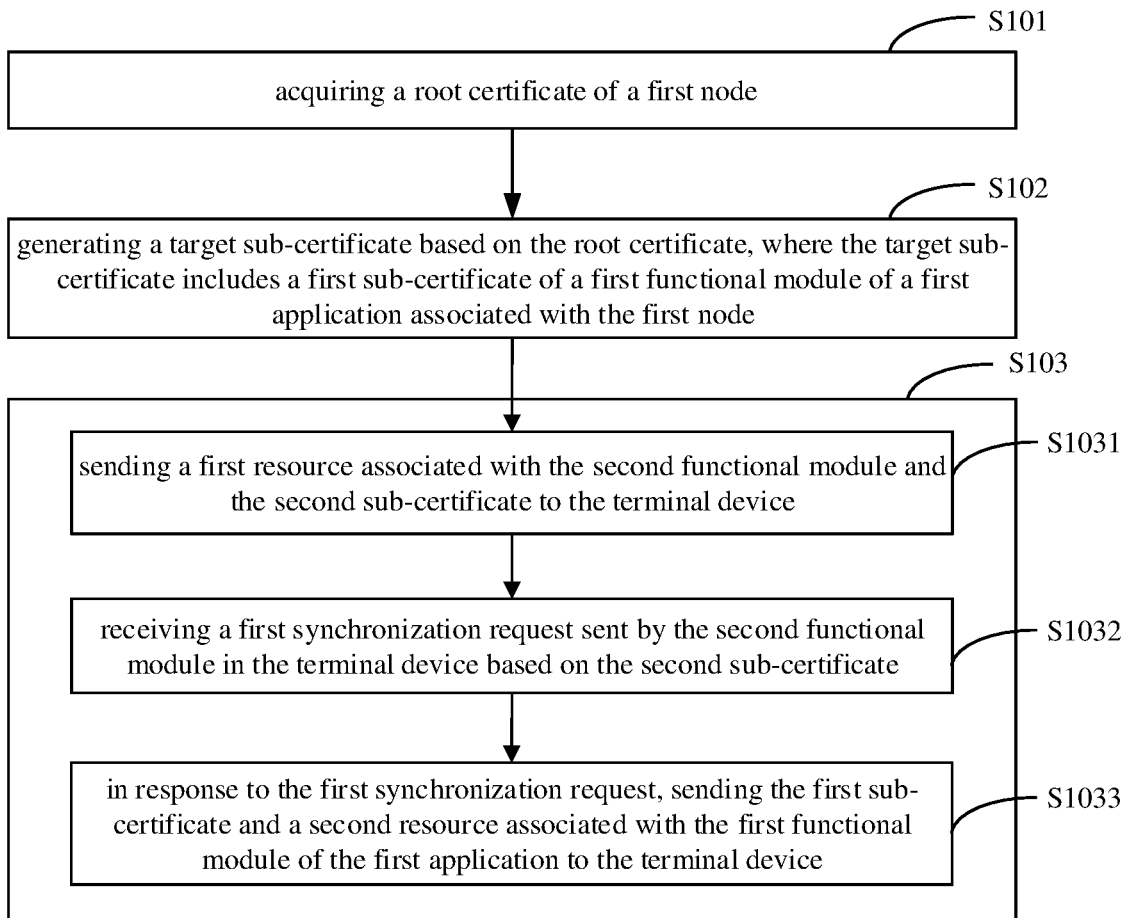 S101
acquiring a root certificate of a first node
S102
generating a target sub-certificate based on the root certificate, where the target sub-
certificate includes a first sub-certificate of a first functional module of a first
application associated with the first node
S103
S1031
sending a first resource associated with the second functional module and
the second sub-certificate to the terminal device
S1032
receiving a first synchronization request sent by the second functional
module in the terminal device based on the second sub-certificate
S1033
in response to the first synchronization request, sending the first sub-
certificate and a second resource associated with the first functional
module of the first application to the terminal device